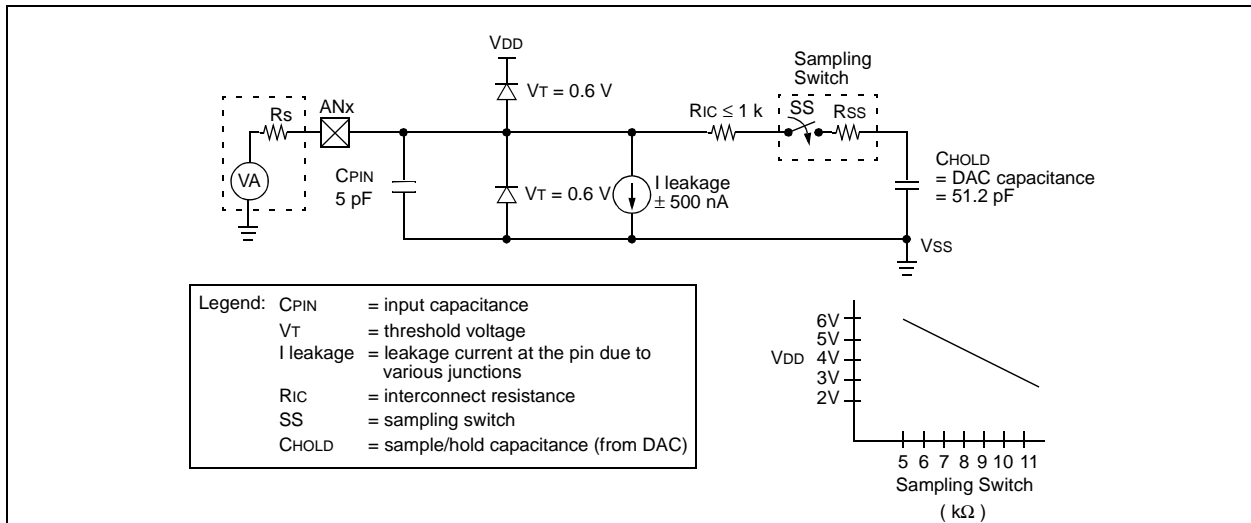 VDD
VT = 0.6 V
Sampling
Switch
RS
ANx
RIC ≤ 1 k
SS
RSS
VA
CPIN
5 pF
VT = 0.6 V
I leakage
± 500 nA
CHOLD
= DAC capacitance
= 51.2 pF
VSS
Legend: CPIN = input capacitance
VT = threshold voltage
I leakage = leakage current at the pin due to
various junctions
RIC = interconnect resistance
SS = sampling switch
CHOLD = sample/hold capacitance (from DAC)
VDD
6V
5V
4V
3V
2V
5 6 7 8 9 10 11
Sampling Switch
( kΩ )